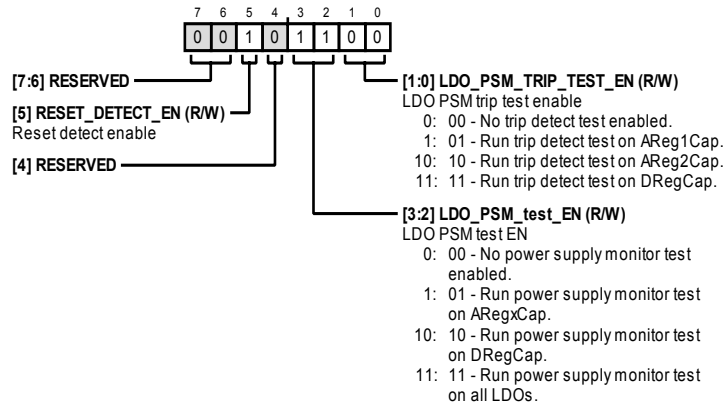 7 6 5 4 3 2 1 0
0 0 1 0 1 1 0 0
[7:6] RESERVED
[5] RESET_DETECT_EN (R/W)
Reset detect enable
[4] RESERVED
[1:0] LDO_PSM_TRIP_TEST_EN (R/W)
LDO PSM trip test enable
0: 00 - No trip detect test enabled.
1: 01 - Run trip detect test on AReg1Cap.
10: 10 - Run trip detect test on AReg2Cap.
11: 11 - Run trip detect test on DRegCap.
[3:2] LDO_PSM_test_EN (R/W)
LDO PSM test EN
0: 00 - No power supply monitor test
enabled.
1: 01 - Run power supply monitor test
on ARegxCap.
10: 10 - Run power supply monitor test
on DRegCap.
11: 11 - Run power supply monitor test
on all LDOs.